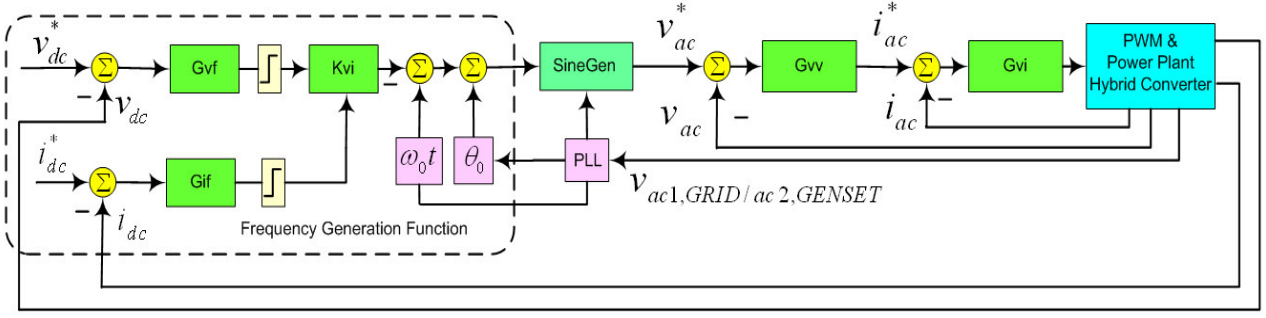 v*dc
Σ
−
vdc
Gvf
Kvi
−
Σ
Σ
SineGen
v*ac
Σ
−
vac
Gvv
i*ac
Σ
−
iac
Gvi
PWM &
Power Plant
Hybrid Converter
i*dc
Σ
−
idc
Gif
ω0t
θ0
PLL
vac1,GRID/ac2,GENSET
Frequency Generation Function